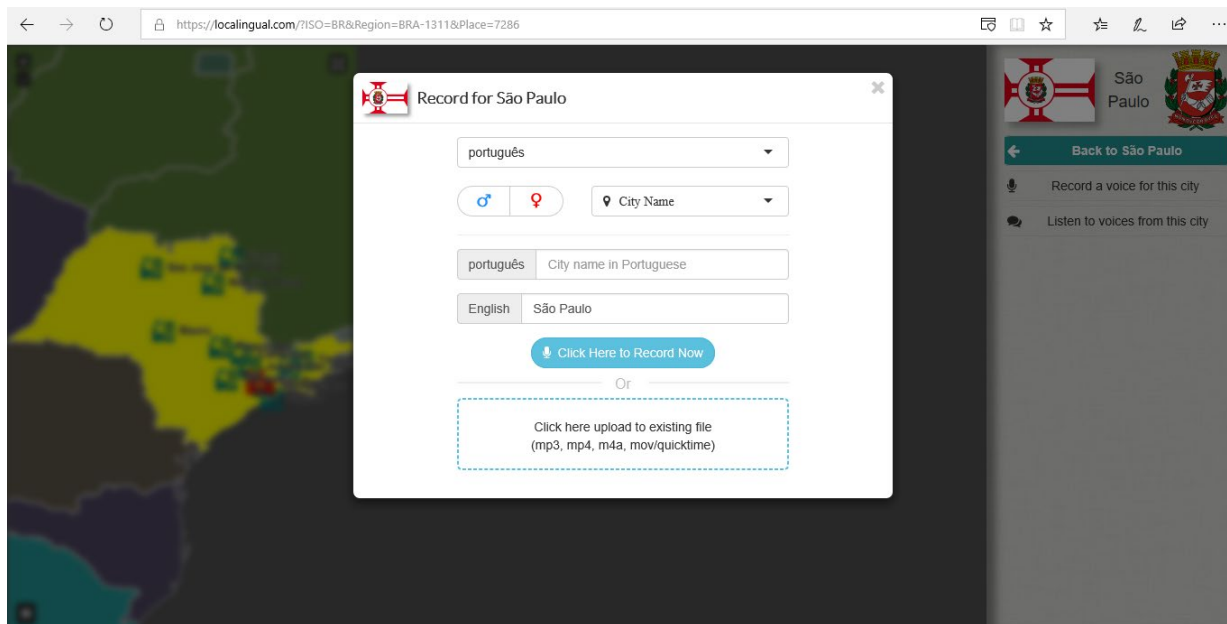 https://localingual.com/?ISO=BR&Region=BRA-1311&Place=7286
Record for São Paulo
português
City Name
português City name in Portuguese
English São Paulo
Click Here to Record Now
Or
Click here upload to existing file
(mp3, mp4, m4a, mov/quicktime)
São
Paulo
Back to São Paulo
Record a voice for this city
Listen to voices from this city